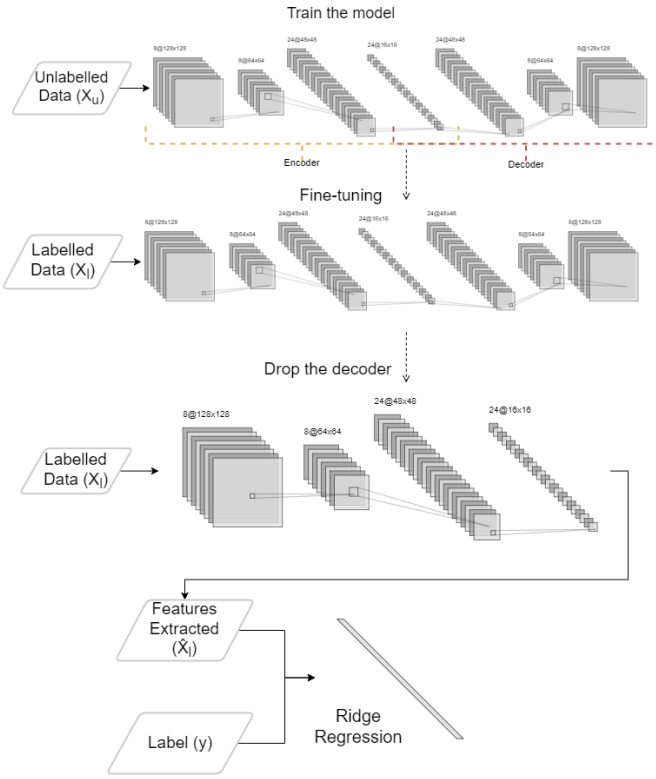 Train the model
8@128x128
8@64x64
24@48x48
24@16x16
24@48x48
8@64x64
8@128x128
Unlabelled
Data (Xu)
Encoder
Decoder
Fine-tuning
8@128x128
8@64x64
24@48x48
24@16x16
24@48x48
8@64x64
8@128x128
Labelled
Data (Xl)
Drop the decoder
8@128x128
8@64x64
24@48x48
24@16x16
Labelled
Data (Xl)
Features
Extracted
(X̂l)
Label (y)
Ridge
Regression